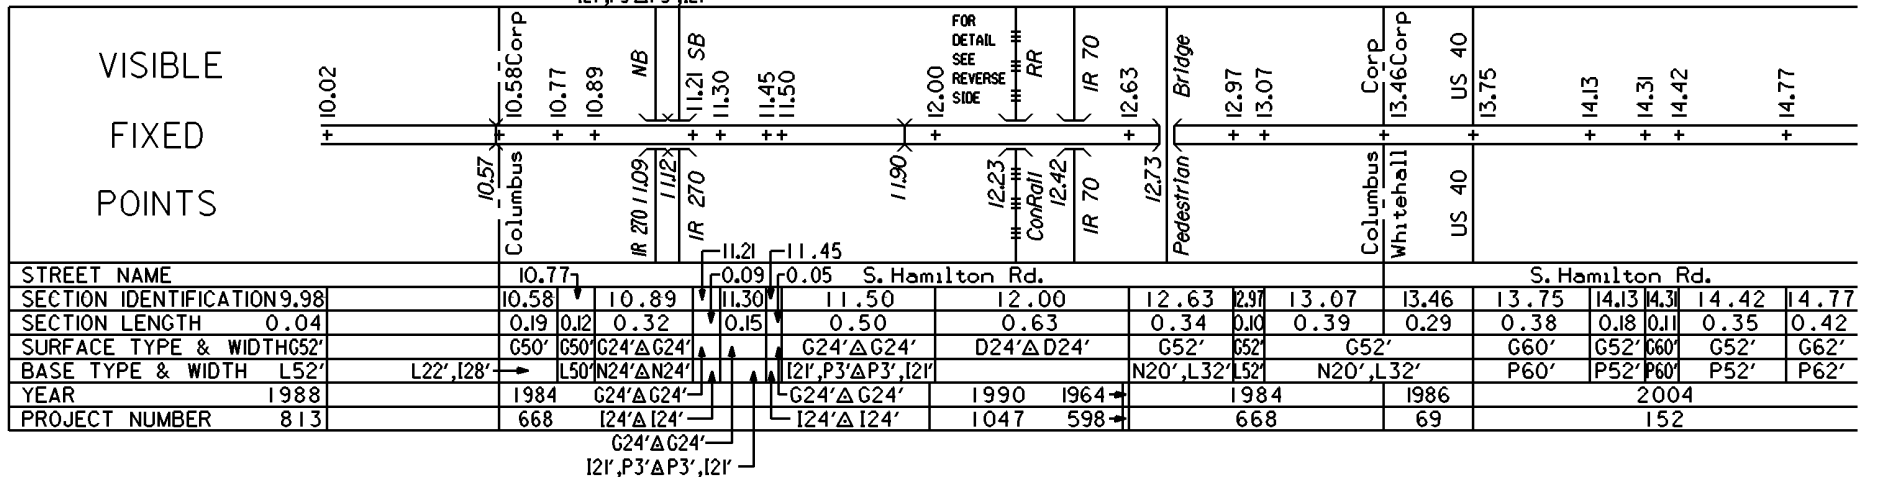 I21',P3'ΔP3',I21'
VISIBLE
FIXED
POINTS
10.02
10.58Corp
10.77
10.89
NB
11.21 SB
11.30
11.45
11.50
12.00
FOR
DETAIL
SEE
REVERSE
SIDE
RR
IR 70
12.63
Bridge
12.97
13.07
Corp
13.46Corp
US 40
13.75
14.13
14.31
14.42
14.77
10.57
Columbus
IR 270 11.09
11.12
IR 270
11.90
12.23
ConRail
12.42
IR 70
12.73
Pedestrian
Columbus
Whitehall
US 40
11.21 11.45
STREET NAME 10.77 0.09 0.05 S. Hamilton Rd. S. Hamilton Rd.
SECTION IDENTIFICATION 9.98 10.58 10.89 11.30 11.50 12.00 12.63 12.97 13.07 13.46 13.75 14.13 14.31 14.42 14.77
SECTION LENGTH 0.04 0.19 0.12 0.32 0.15 0.50 0.63 0.34 0.10 0.39 0.29 0.38 0.18 0.11 0.35 0.42
SURFACE TYPE & WIDTH G52' G50' G50' G24'ΔG24' G24'ΔG24' D24'ΔD24' G52' G52' G52' G60' G52' G60' G52' G62'
BASE TYPE & WIDTH L52' L22',I28' L50' N24'ΔN24' I21',P3'ΔP3',I21' N20',L32' L52' N20',L32' P60' P52' P60' P52' P62'
YEAR 1988 1984 G24'ΔG24' G24'ΔG24' 1990 1964 1984 1986 2004
PROJECT NUMBER 813 668 I24'ΔI24' I24'ΔI24' 1047 598 668 69 152
G24'ΔG24'
I21',P3'ΔP3',I21'